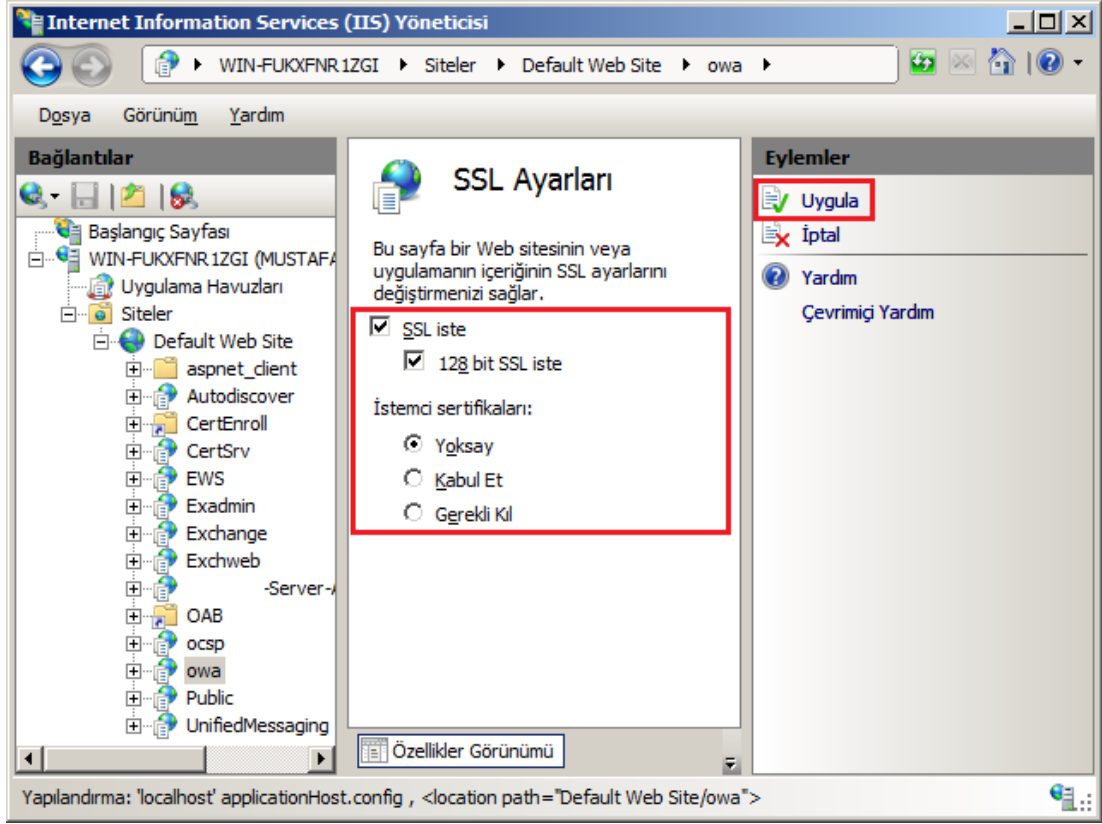 Internet Information Services (IIS) Yöneticisi
WIN-FUKXFNR1ZGI Siteler Default Web Site owa
Dosya Görünüm Yardım
Bağlantılar
Başlangıç Sayfası
WIN-FUKXFNR1ZGI (MUSTAFA
Uygulama Havuzları
Siteler
Default Web Site
aspnet_client
Autodiscover
CertEnroll
CertSrv
EWS
Exadmin
Exchange
Exchweb
-Server-A
OAB
ocsp
owa
Public
UnifiedMessaging
SSL Ayarları
Bu sayfa bir Web sitesinin veya
uygulamanın içeriğinin SSL ayarlarını
değiştirmenizi sağlar.
SSL iste
128 bit SSL iste
İstemci sertifikaları:
Yoksay
Kabul Et
Gerekli Kıl
Özellikler Görünümü
Eylemler
Uygula
İptal
Yardım
Çevrimiçi Yardım
Yapılandırma: 'localhost' applicationHost.config , <location path="Default Web Site/owa">